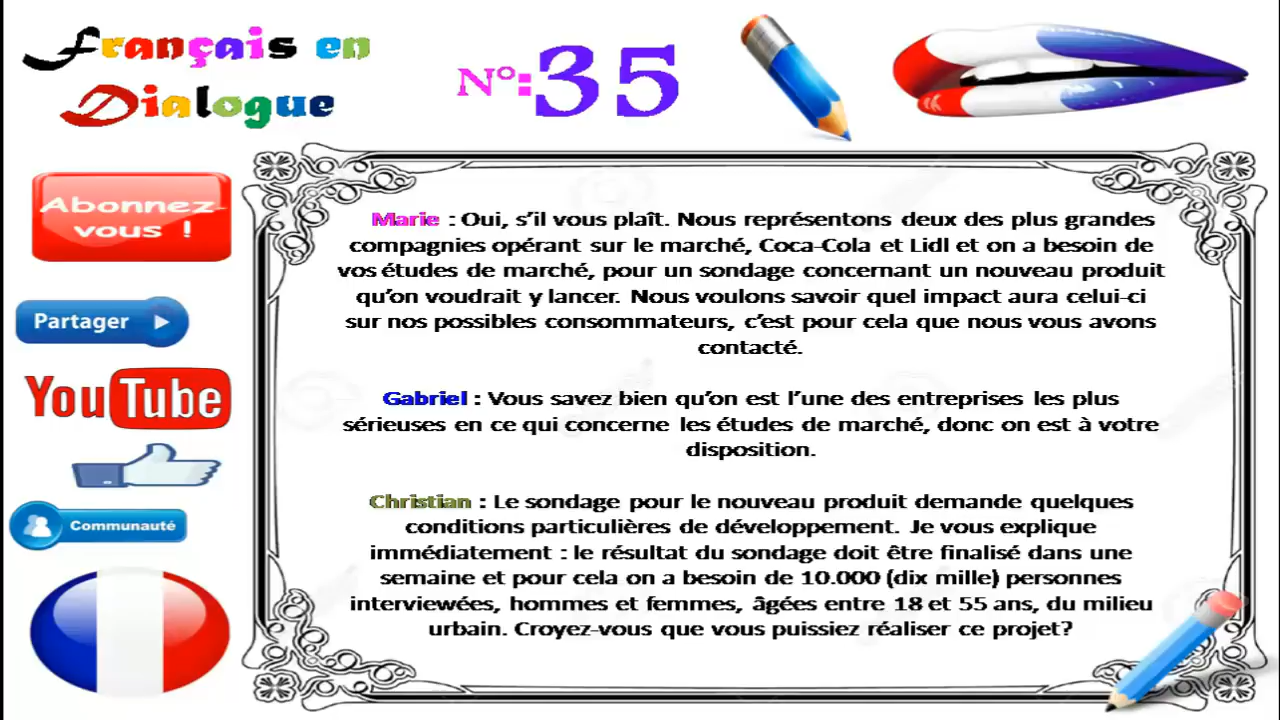 Français en
Dialogue
N°:35
Abonnez-
vous !
Partager
YouTube
Communauté
Marie : Oui, s’il vous plaît. Nous représentons deux des plus grandes
compagnies opérant sur le marché, Coca-Cola et Lidl et on a besoin de
vos études de marché, pour un sondage concernant un nouveau produit
qu’on voudrait y lancer. Nous voulons savoir quel impact aura celui-ci
sur nos possibles consommateurs, c’est pour cela que nous vous avons
contacté.
Gabriel : Vous savez bien qu’on est l’une des entreprises les plus
sérieuses en ce qui concerne les études de marché, donc on est à votre
disposition.
Christian : Le sondage pour le nouveau produit demande quelques
conditions particulières de développement. Je vous explique
immédiatement : le résultat du sondage doit être finalisé dans une
semaine et pour cela on a besoin de 10.000 (dix mille) personnes
interviewées, hommes et femmes, âgées entre 18 et 55 ans, du milieu
urbain. Croyez-vous que vous puissiez réaliser ce projet?